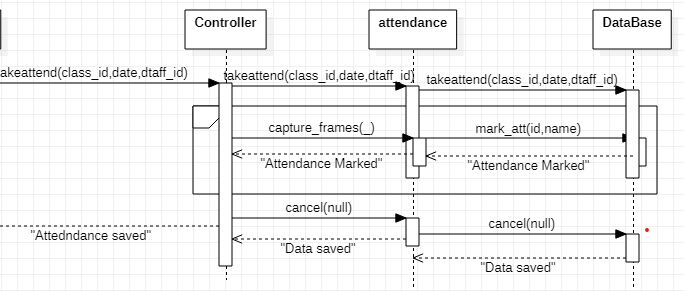 Controller
attendance
DataBase
akeattend(class_id,date,dtaff_id)
takeattend(class_id,date,dtaff_id)
takeattend(class_id,date,dtaff_id)
capture_frames(_)
mark_att(id,name)
"Attendance Marked"
"Attendance Marked"
cancel(null)
cancel(null)
"Attedndance saved"
"Data saved"
"Data saved"